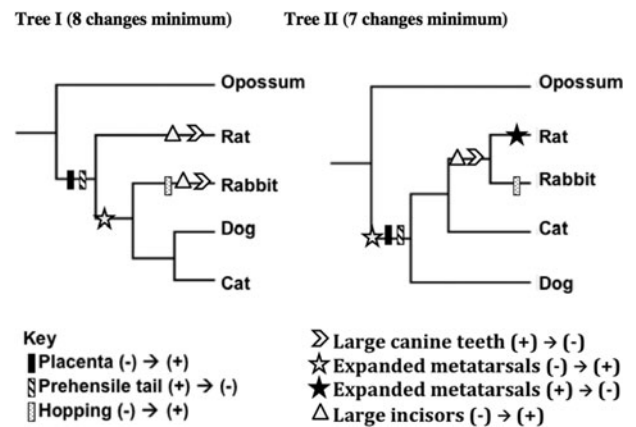 Tree I (8 changes minimum)
Tree II (7 changes minimum)
Opossum
Rat
Rabbit
Dog
Cat
Opossum
Rat
Rabbit
Cat
Dog
Key
Placenta (-) → (+)
Prehensile tail (+) → (-)
Hopping (-) → (+)
Large canine teeth (+) → (-)
Expanded metatarsals (-) → (+)
Expanded metatarsals (+) → (-)
Large incisors (-) → (+)